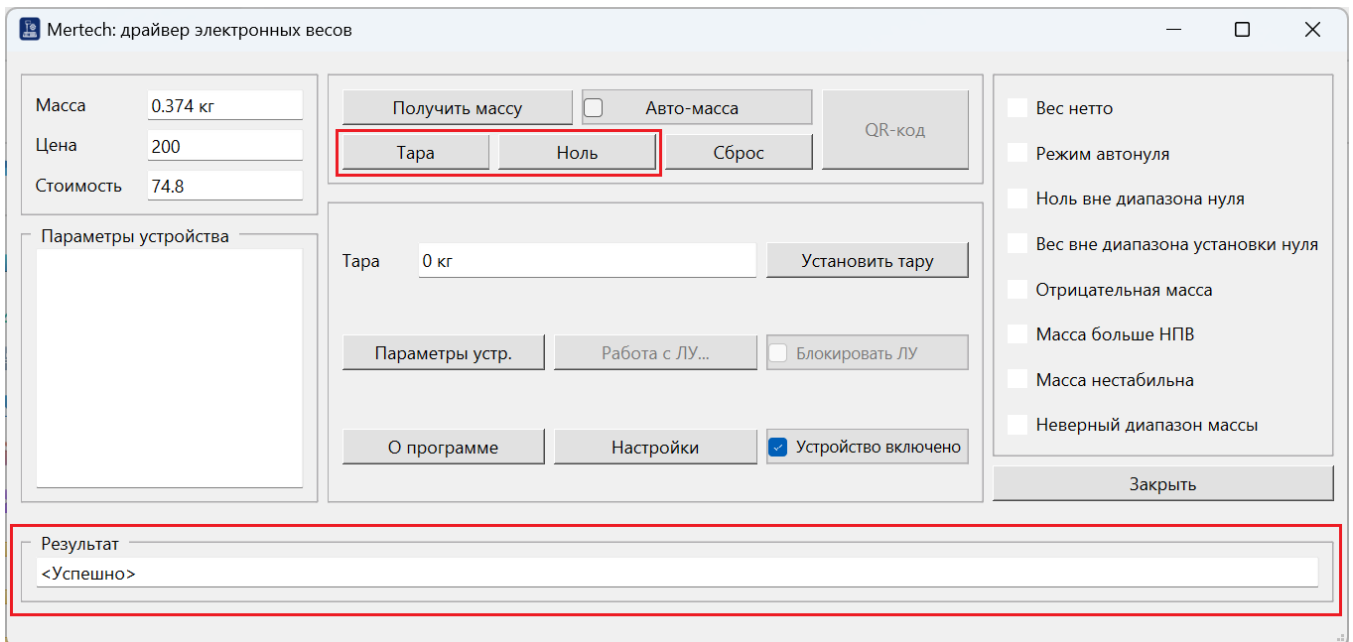 Mertech: драйвер электронных весов
Масса 0.374 кг
Цена 200
Стоимость 74.8
Параметры устройства
Получить массу
Авто-масса
QR-код
Тара
Ноль
Сброс
Тара 0 кг
Установить тару
Параметры устр.
Работа с ЛУ...
Блокировать ЛУ
О программе
Настройки
Устройство включено
Вес нетто
Режим автонуля
Ноль вне диапазона нуля
Вес вне диапазона установки нуля
Отрицательная масса
Масса больше НПВ
Масса нестабильна
Неверный диапазон массы
Закрыть
Результат
<Успешно>